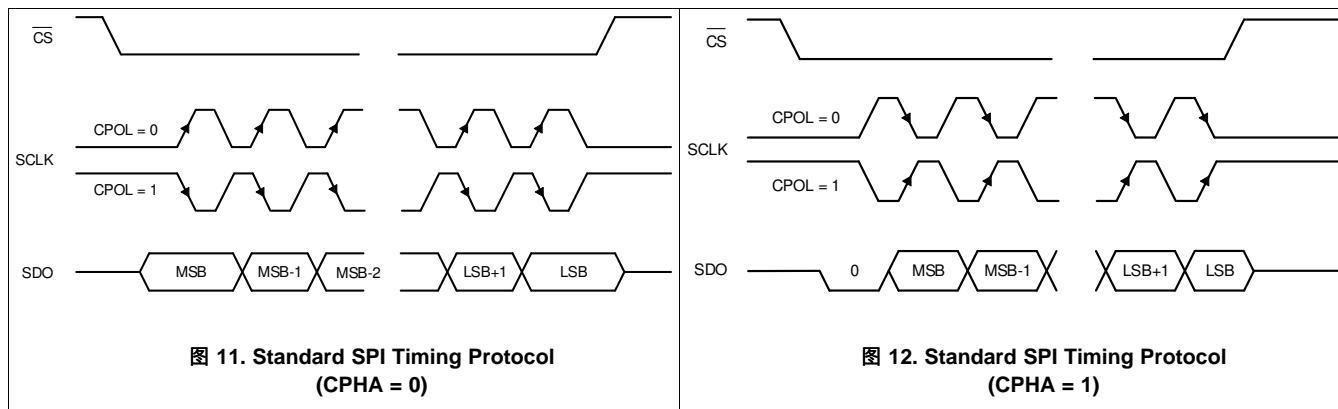 CS
CPOL = 0
SCLK
CPOL = 1
SDO
MSB
MSB-1
MSB-2
LSB+1
LSB
图 11. Standard SPI Timing Protocol
(CPHA = 0)
CS
CPOL = 0
SCLK
CPOL = 1
SDO
0
MSB
MSB-1
LSB+1
LSB
图 12. Standard SPI Timing Protocol
(CPHA = 1)